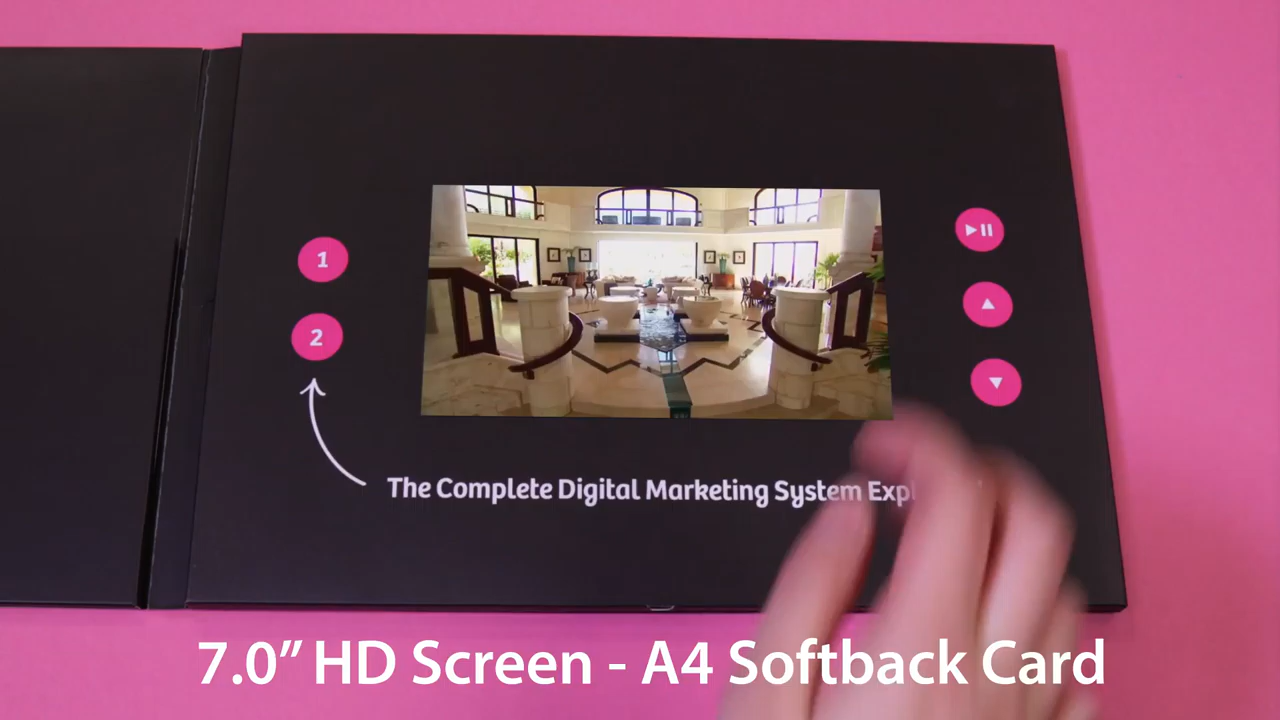 1
2
The Complete Digital Marketing System
7.0” HD Screen - A4 Softback Card